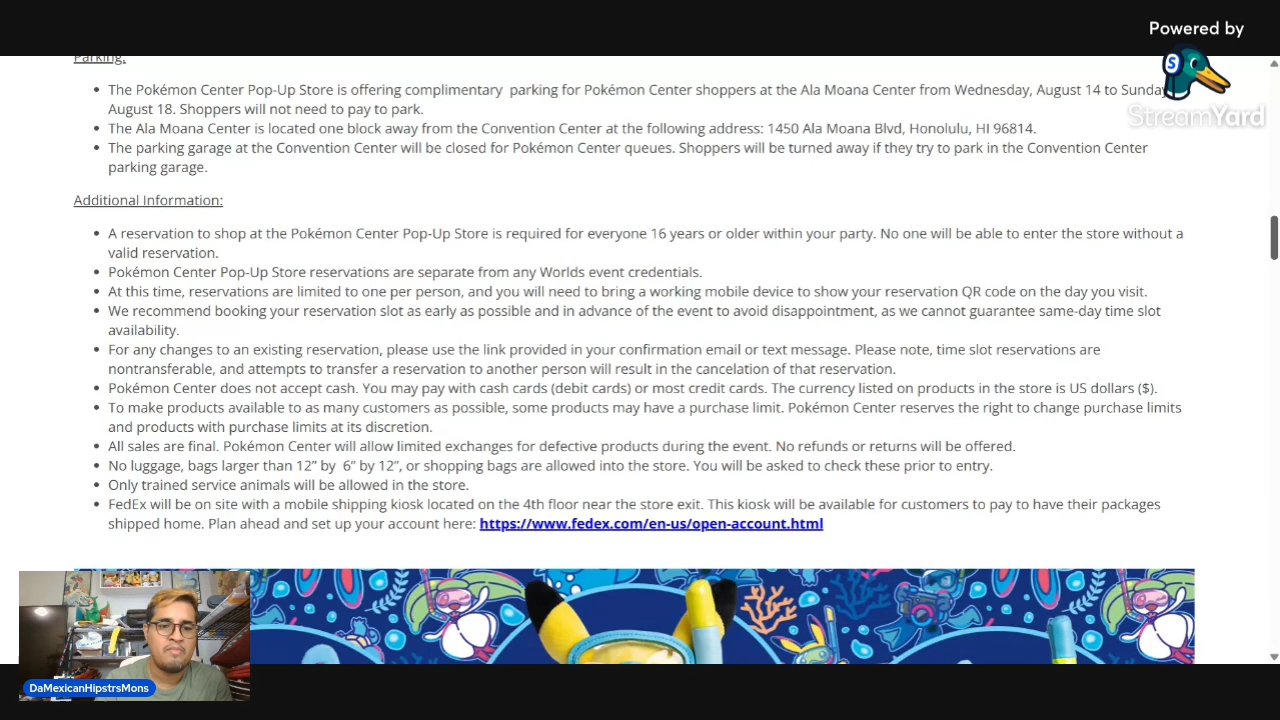 Powered by
StreamYard
Parking:
The Pokémon Center Pop-Up Store is offering complimentary parking for Pokémon Center shoppers at the Ala Moana Center from Wednesday, August 14 to Sunday
August 18. Shoppers will not need to pay to park.
The Ala Moana Center is located one block away from the Convention Center at the following address: 1450 Ala Moana Blvd, Honolulu, HI 96814.
The parking garage at the Convention Center will be closed for Pokémon Center queues. Shoppers will be turned away if they try to park in the Convention Center
parking garage.
Additional Information:
A reservation to shop at the Pokémon Center Pop-Up Store is required for everyone 16 years or older within your party. No one will be able to enter the store without a
valid reservation.
Pokémon Center Pop-Up Store reservations are separate from any Worlds event credentials.
At this time, reservations are limited to one per person, and you will need to bring a working mobile device to show your reservation QR code on the day you visit.
We recommend booking your reservation slot as early as possible and in advance of the event to avoid disappointment, as we cannot guarantee same-day time slot
availability.
For any changes to an existing reservation, please use the link provided in your confirmation email or text message. Please note, time slot reservations are
nontransferable, and attempts to transfer a reservation to another person will result in the cancelation of that reservation.
Pokémon Center does not accept cash. You may pay with cash cards (debit cards) or most credit cards. The currency listed on products in the store is US dollars ($).
To make products available to as many customers as possible, some products may have a purchase limit. Pokémon Center reserves the right to change purchase limits
and products with purchase limits at its discretion.
All sales are final. Pokémon Center will allow limited exchanges for defective products during the event. No refunds or returns will be offered.
No luggage, bags larger than 12” by 6” by 12”, or shopping bags are allowed into the store. You will be asked to check these prior to entry.
Only trained service animals will be allowed in the store.
FedEx will be on site with a mobile shipping kiosk located on the 4th floor near the store exit. This kiosk will be available for customers to pay to have their packages
shipped home. Plan ahead and set up your account here: https://www.fedex.com/en-us/open-account.html
DaMexicanHipstrsMons